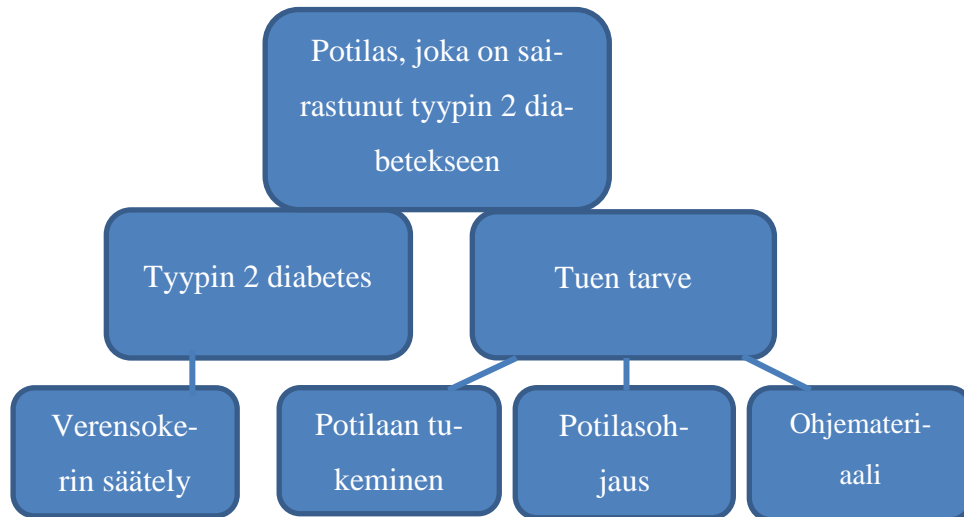 Potilas, joka on sai-
rastunut tyypin 2 dia-
betekseen
Tyypin 2 diabetes
Tuen tarve
Verensoke-
rin säätely
Potilaan tu-
keminen
Potilasoh-
jaus
Ohjemateri-
aali